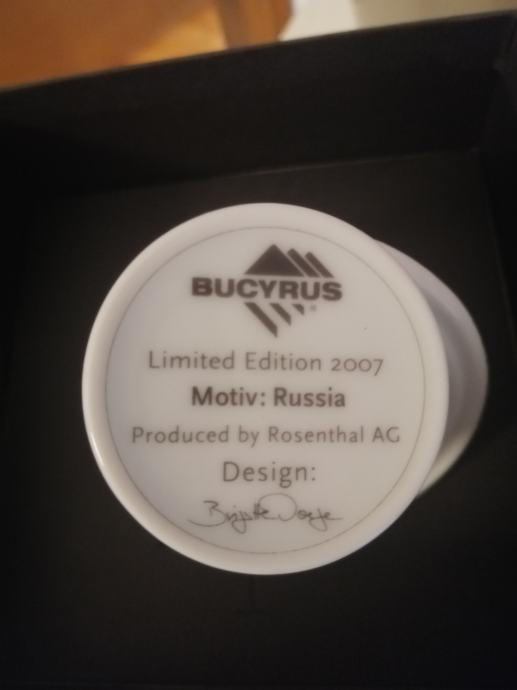 BUCYRUS
®
Limited Edition 2007
Motiv: Russia
Produced by Rosenthal AG
Design: